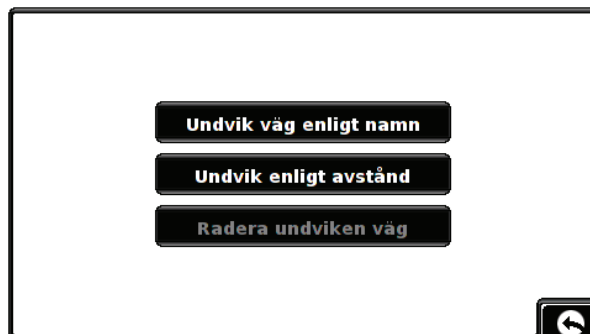 Undvik väg enligt namn
Undvik enligt avstånd
Radera undviken väg